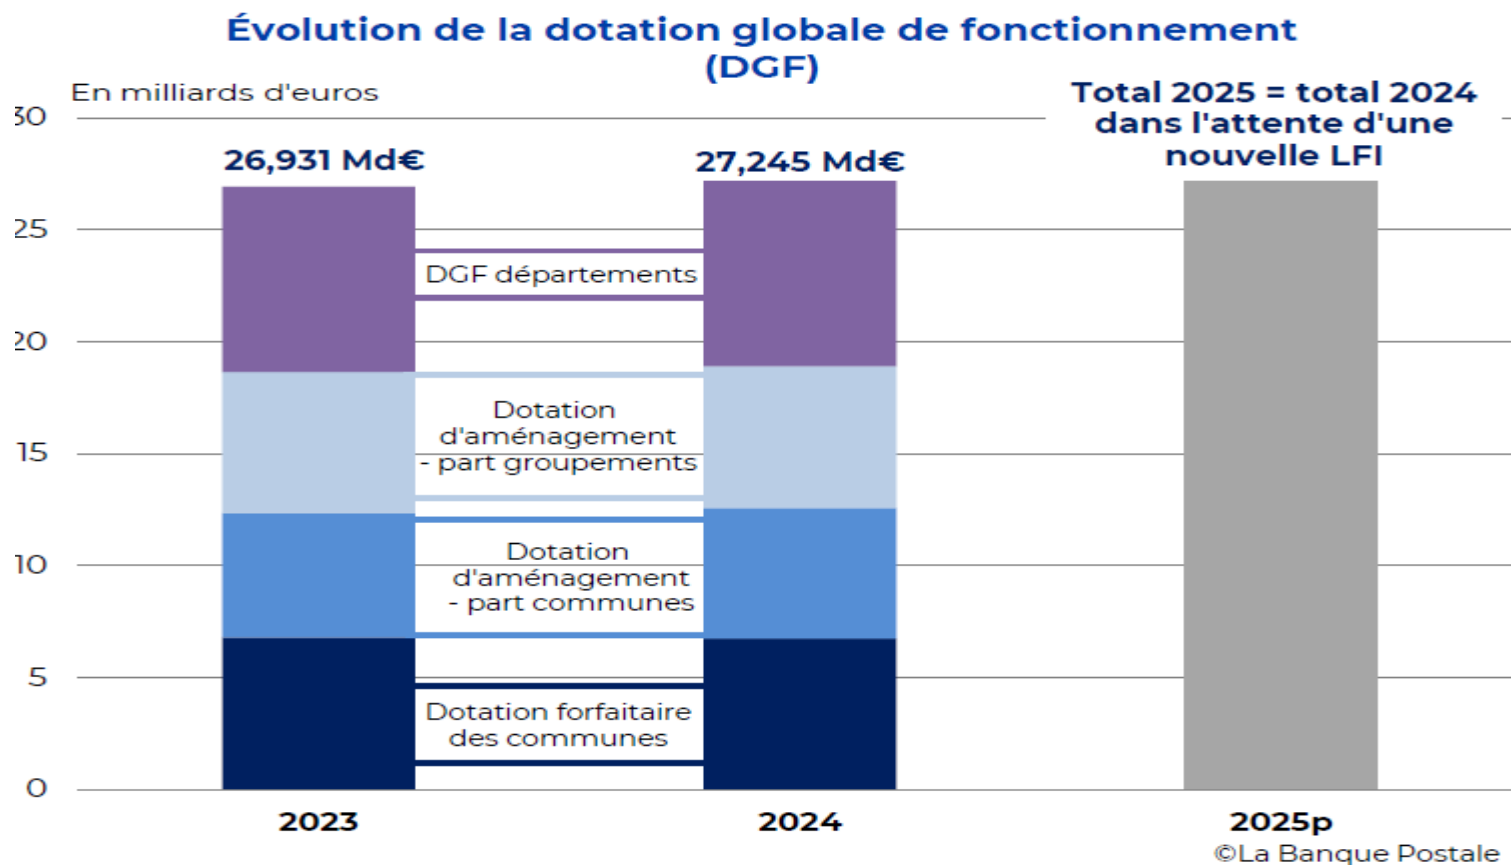 Évolution de la dotation globale de fonctionnement
(DGF)
En milliards d'euros
Total 2025 = total 2024
dans l'attente d'une
nouvelle LFI
30
26,931 Md€
27,245 Md€
25
DGF départements
20
Dotation
d'aménagement
- part groupements
15
Dotation
d'aménagement
- part communes
10
5
Dotation forfaitaire
des communes
0
2023
2024
2025p
©La Banque Postale